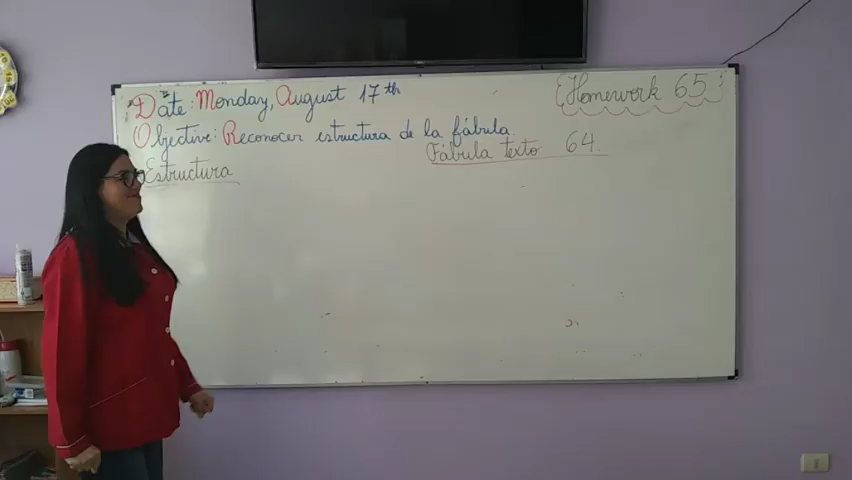 Date: Monday, August 17th
Homework 65
Objective: Reconocer estructura de la fábula.
Fábula texto 64
Estructura